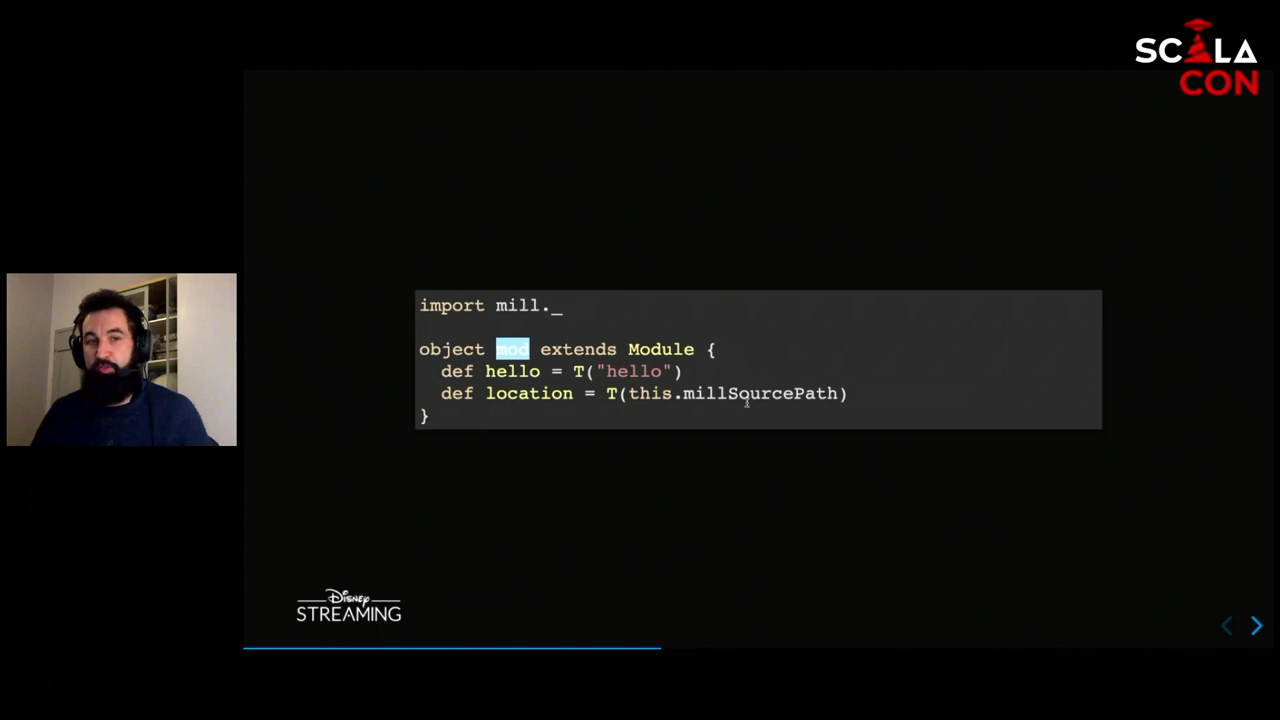 SCALA
CON
import mill._
object mod extends Module {
  def hello = T("hello")
  def location = T(this.millSourcePath)
}
Disney
STREAMING